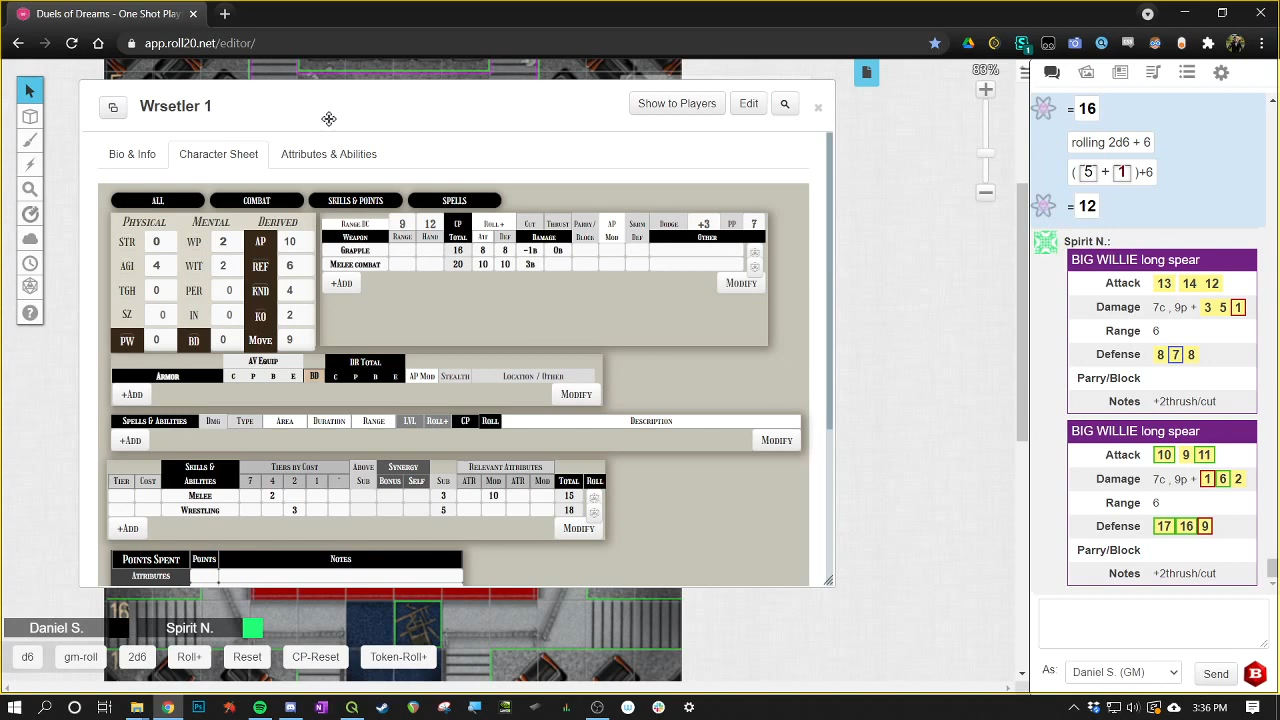 Duels of Dreams |
app.roll20.net/editor/
83%
Wrsetler 1
Show to Players
Edit
Bio & Info
Character Sheet
Attributes & Abilities
ALL
COMBAT
SKILLS & POINTS
SPELLS
PHYSICAL MENTAL DERIVED
STR 0 WP 2 AP 10
AGI 4 WIT 2 REF 6
TGH 0 PER 0 KND 4
SZ 0 IN 0 KO 2
PW 0 BD 0 MOVE 9
RANGE DC 9 12 CP ROLL+ CUT THRUST PARRY/ AP SHRM DODGE +3 PP 7
WEAPON RANGE HAND TOTAL ATT DEF DAMAGE BLOCK MOD DIM OTHER
GRAPPLE 16 8 8 -1B 0B
MELEE COMBAT 20 10 10 3B
+ADD
MODIFY
AV EQUIP DR TOTAL
ARMOR C P B E BD C P B E AP MOD STEALTH LOCATION / OTHER
+ADD
MODIFY
SPELLS & ABILITIES DMG TYPE AREA DURATION RANGE LVL ROLL+ CP ROLL DESCRIPTION
+ADD
MODIFY
SKILLS & TIERS BY COST ABOVE SYNERGY RELEVANT ATTRIBUTES
TIER COST ABILITIES 7 4 2 1 SUB BONUS SELF SUB ATR MOD ATR MOD TOTAL ROLL
MELEE 2 3 10 15
WRESTLING 3 5 18
+ADD
MODIFY
POINTS SPENT POINTS NOTES
ATTRIBUTES
16
Daniel S.
Spirit N.
d6
gm-roll
2d6
Roll+
Reset
CP-Reset
Token-Roll+
= 16
rolling 2d6 + 6
( 5 + 1 )+6
= 12
Spirit N.:
BIG WILLIE long spear
Attack 13 14 12
Damage 7c , 9p + 3 5 1
Range 6
Defense 8 7 8
Parry/Block
Notes +2thrust/cut
BIG WILLIE long spear
Attack 10 9 11
Damage 7c , 9p + 1 6 2
Range 6
Defense 17 16 9
Parry/Block
Notes +2thrust/cut
As: Daniel S. (GM)
Send
3:36 PM